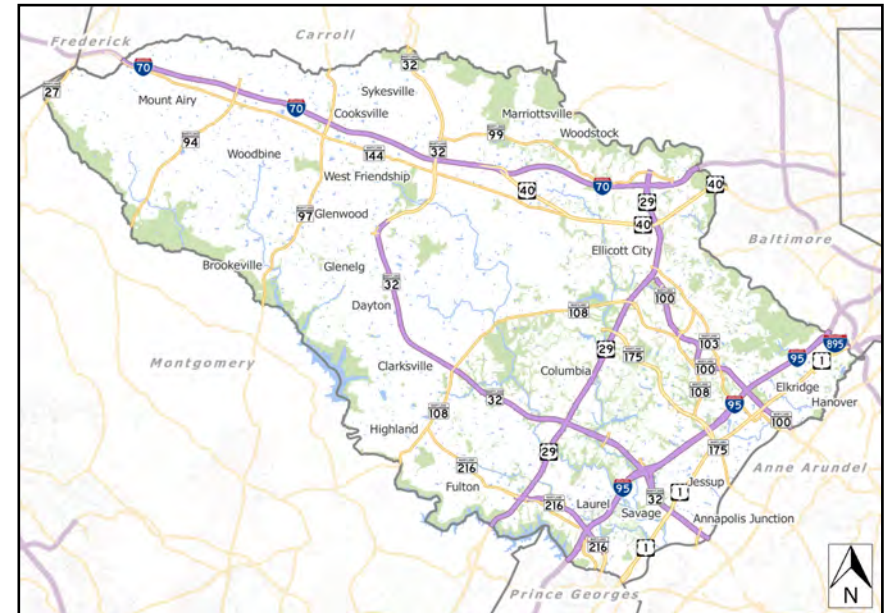 Frederick
Carroll
32
70
27
70
Sykesville
Mount Airy
Cooksville
Marriottsville
99
Woodstock
94
32
Woodbine
144
West Friendship
70
40
40
29
97
Glenwood
40
Ellicott City
Baltimore
Brookeville
Glenelg
32
100
Dayton
108
103
895
29
175
95
1
Montgomery
Clarksville
Columbia
100
Elkridge
32
108
95
Hanover
108
100
Highland
29
175
Anne Arundel
216
Jessup
Fulton
95
1
216
Laurel
32
Savage
Annapolis Junction
216
1
Prince Georges
N